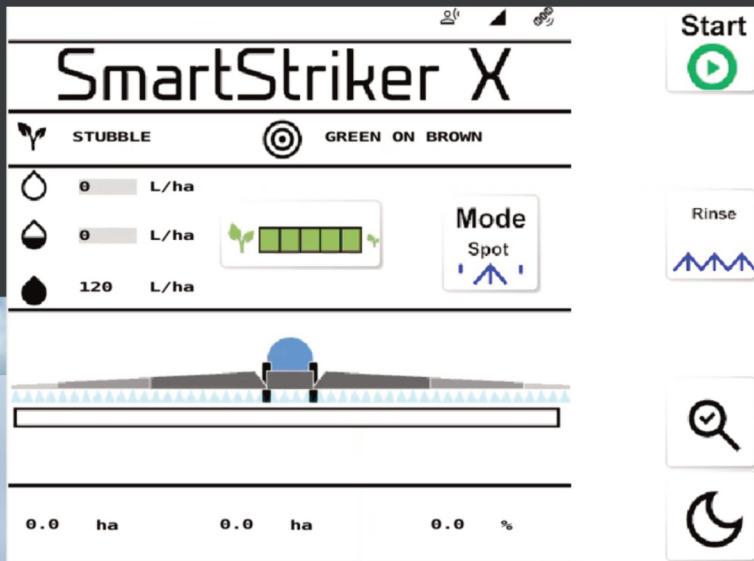 SmartStriker X
STUBBLE GREEN ON BROWN
0 L/ha
0 L/ha
120 L/ha
Mode
Spot
Start
Rinse
0.0 ha 0.0 ha 0.0 %